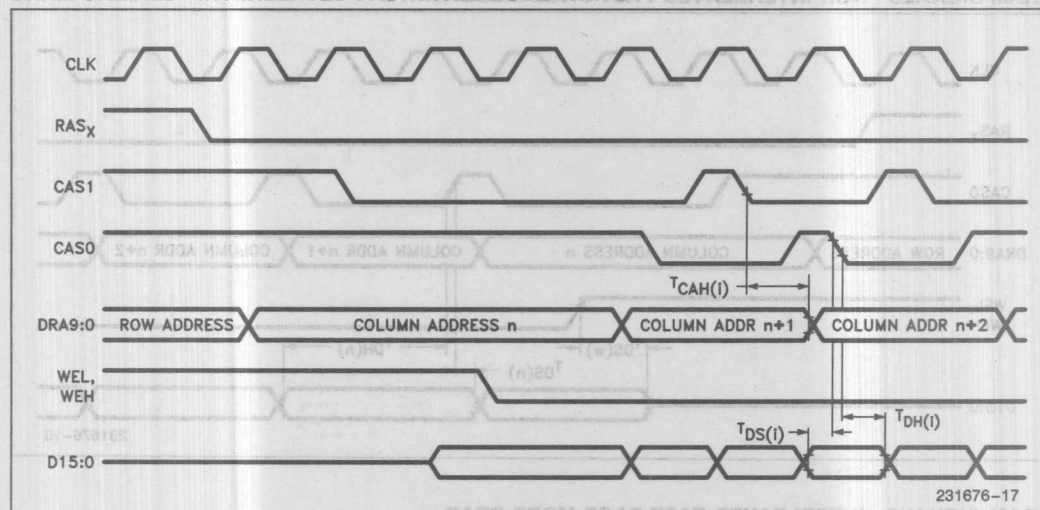 CLK
RASX
CAS1
CAS0
TCAH(i)
DRA9:0 ROW ADDRESS COLUMN ADDRESS n COLUMN ADDR n+1 COLUMN ADDR n+2
WEL,
WEH
TDS(i) TDH(i)
D15:0
231676-17